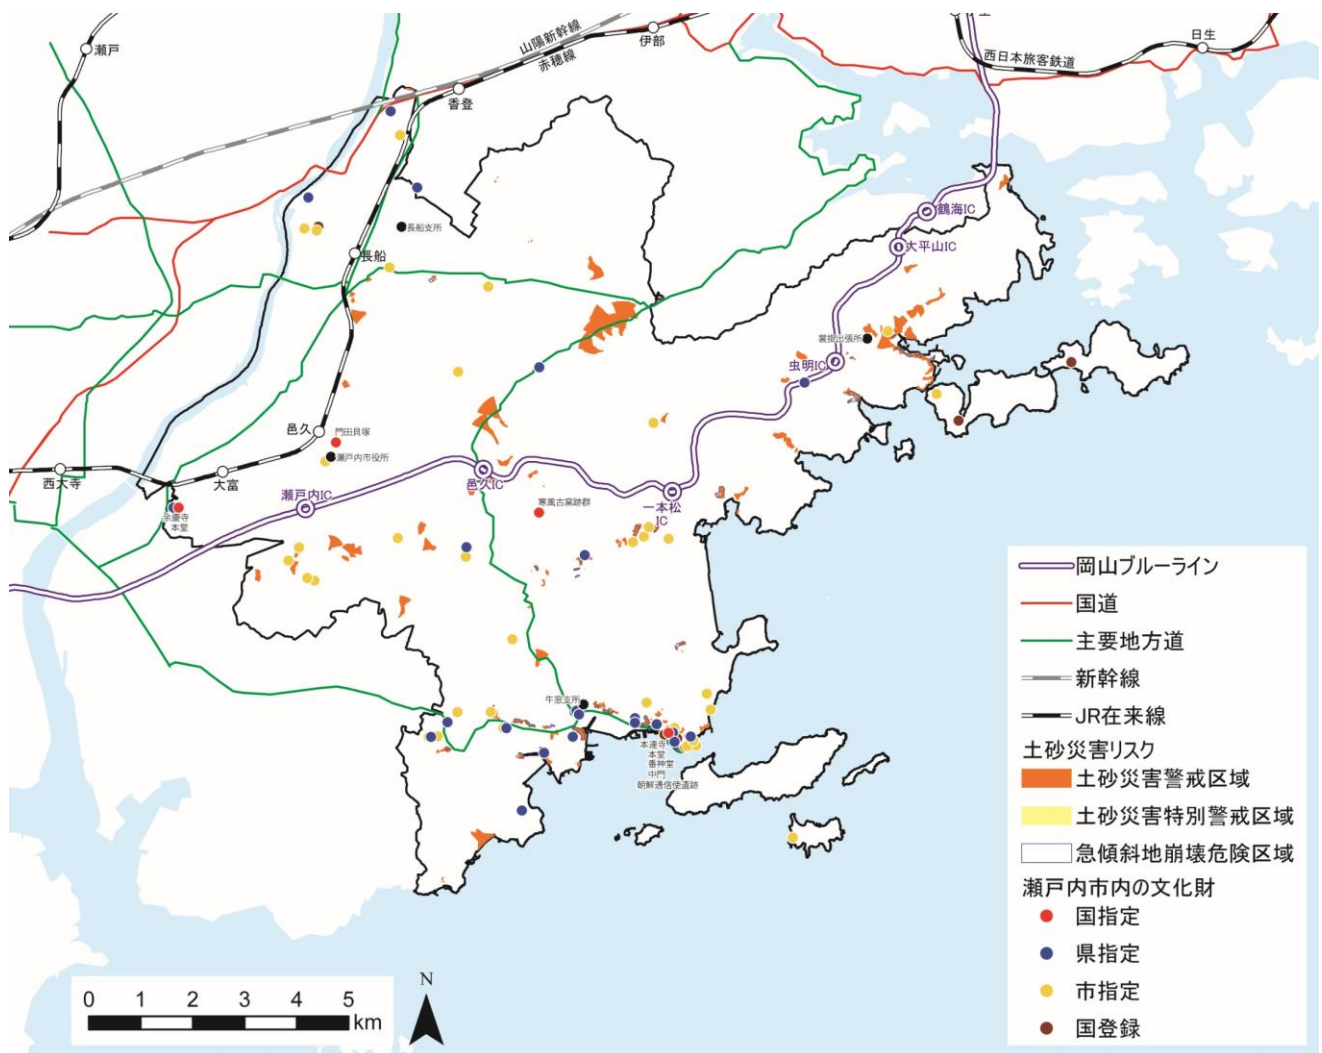 瀬戸
山陽新幹線
赤穂線
伊部
西日本旅客鉄道
日生
香登
長船支所
鶴海IC
大平山IC
長船
裳掛出張所
虫明IC
邑久
門田貝塚
瀬戸内市役所
西大寺
大富
瀬戸内IC
邑久IC
寒風古窯跡群
一本松
IC
余慶寺
本堂
牛窓支所
本蓮寺
本堂
番神堂
中門
朝鮮通信使遺跡
岡山ブルーライン
国道
主要地方道
新幹線
JR在来線
土砂災害リスク
土砂災害警戒区域
土砂災害特別警戒区域
急傾斜地崩壊危険区域
瀬戸内市内の文化財
国指定
県指定
市指定
国登録
0 1 2 3 4 5
km
N